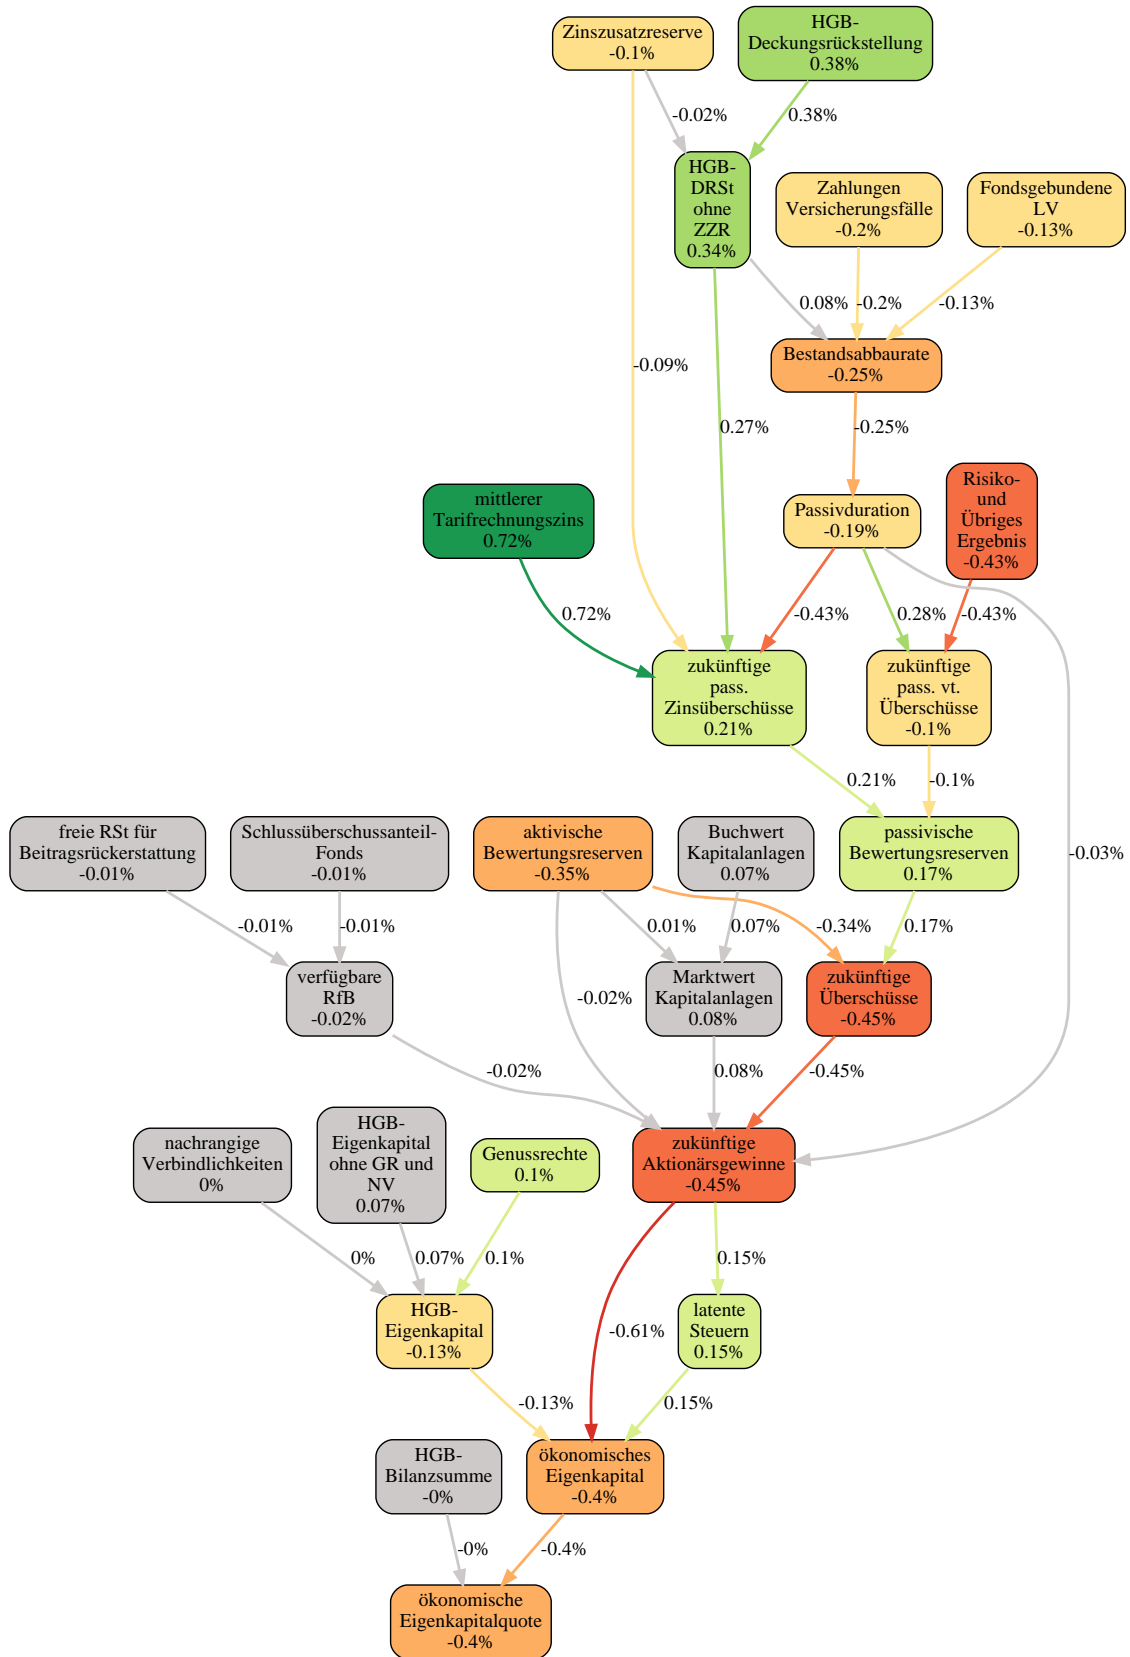 Zinszusatzreserve
-0.1%
HGB-
Deckungsrückstellung
0.38%
-0.02%
0.38%
HGB-
DRSt
ohne
ZZR
0.34%
Zahlungen
Versicherungsfälle
-0.2%
Fondsgebundene
LV
-0.13%
0.08%
-0.2%
-0.13%
Bestandsabbaurate
-0.25%
-0.09%
0.27%
-0.25%
mittlerer
Tarifrechnungszins
0.72%
Passivduration
-0.19%
Risiko-
und
Übriges
Ergebnis
-0.43%
0.72%
-0.43%
0.28%
-0.43%
zukünftige
pass.
Zinsüberschüsse
0.21%
zukünftige
pass. vt.
Überschüsse
-0.1%
0.21%
-0.1%
freie RSt für
Beitragsrückerstattung
-0.01%
Schlussüberschussanteil-
Fonds
-0.01%
aktivische
Bewertungsreserven
-0.35%
Buchwert
Kapitalanlagen
0.07%
passivische
Bewertungsreserven
0.17%
-0.03%
-0.01%
-0.01%
0.01%
0.07%
-0.34%
0.17%
verfügbare
RfB
-0.02%
-0.02%
Marktwert
Kapitalanlagen
0.08%
zukünftige
Überschüsse
-0.45%
-0.02%
0.08%
-0.45%
nachrangige
Verbindlichkeiten
0%
HGB-
Eigenkapital
ohne GR und
NV
0.07%
Genussrechte
0.1%
zukünftige
Aktionärsgewinne
-0.45%
0%
0.07%
0.1%
0.15%
HGB-
Eigenkapital
-0.13%
-0.61%
latente
Steuern
0.15%
-0.13%
0.15%
HGB-
Bilanzsumme
-0%
ökonomisches
Eigenkapital
-0.4%
-0%
-0.4%
ökonomische
Eigenkapitalquote
-0.4%